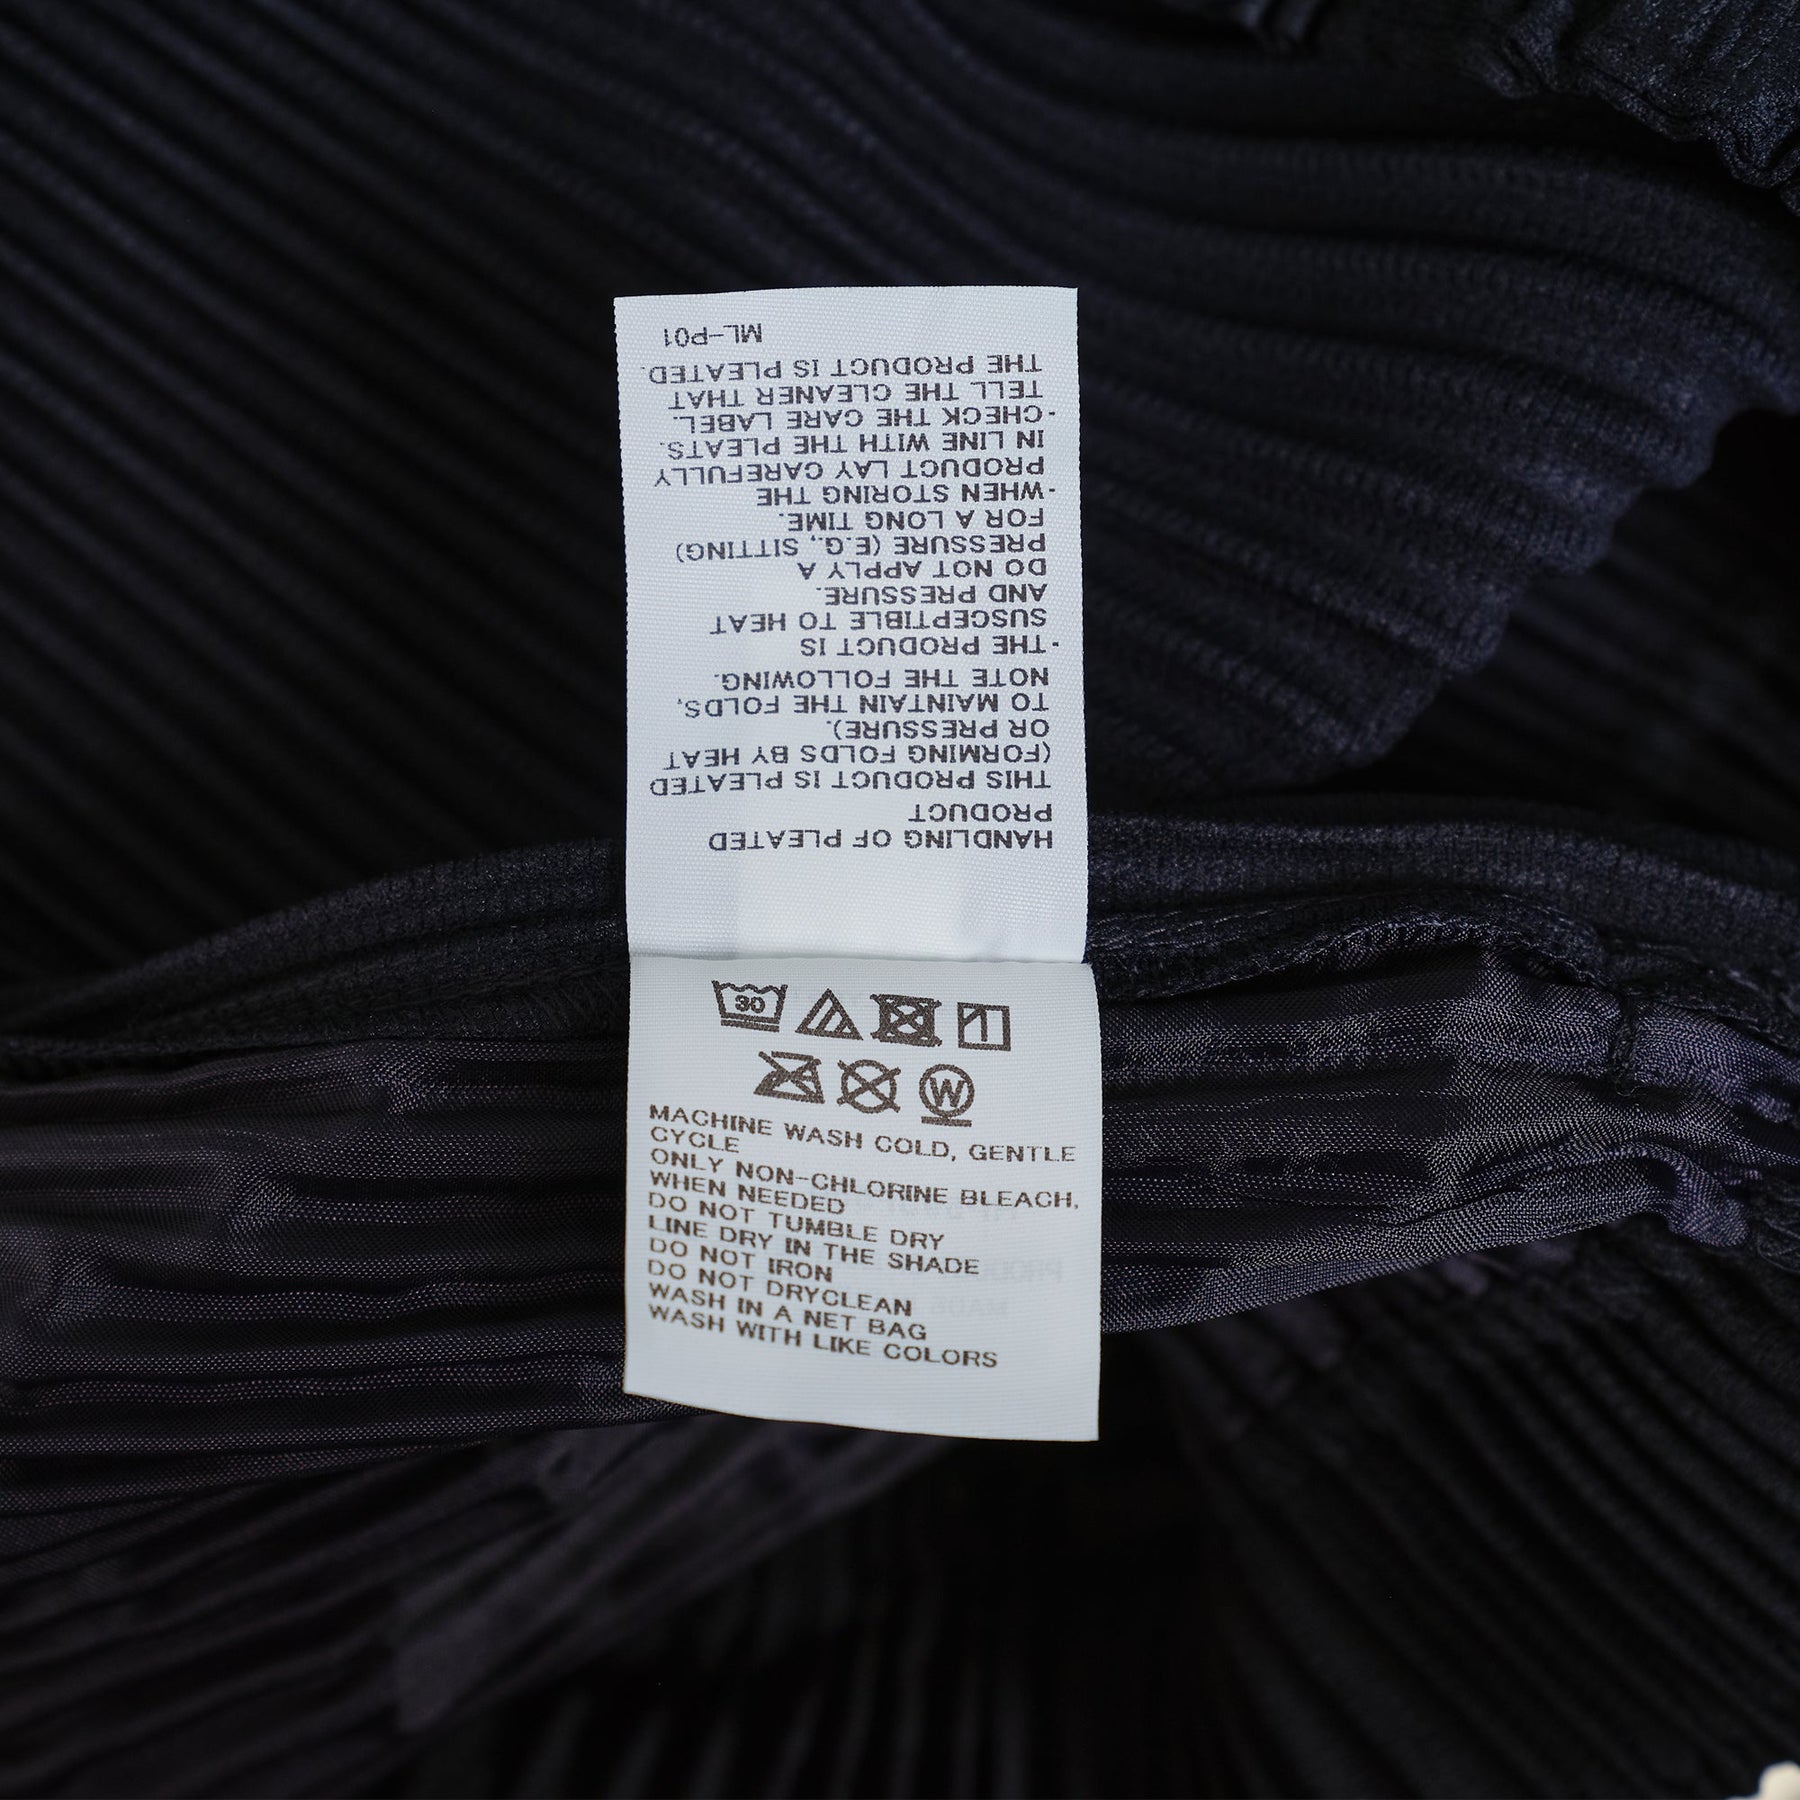 HANDLING OF PLEATED
PRODUCT
THIS PRODUCT IS PLEATED
(FORMING FOLDS BY HEAT
OR PRESSURE).
TO MAINTAIN THE FOLDS,
NOTE THE FOLLOWING.
·THE PRODUCT IS
SUSCEPTIBLE TO HEAT
AND PRESSURE.
DO NOT APPLY A
PRESSURE (E.G., SITTING)
FOR A LONG TIME.
·WHEN STORING THE
PRODUCT LAY CAREFULLY
IN LINE WITH THE PLEATS.
·CHECK THE CARE LABEL.
TELL THE CLEANER THAT
THE PRODUCT IS PLEATED.
ML-P01
30
W
MACHINE WASH COLD, GENTLE
CYCLE
ONLY NON-CHLORINE BLEACH,
WHEN NEEDED
DO NOT TUMBLE DRY
LINE DRY IN THE SHADE
DO NOT IRON
DO NOT DRYCLEAN
WASH IN A NET BAG
WASH WITH LIKE COLORS